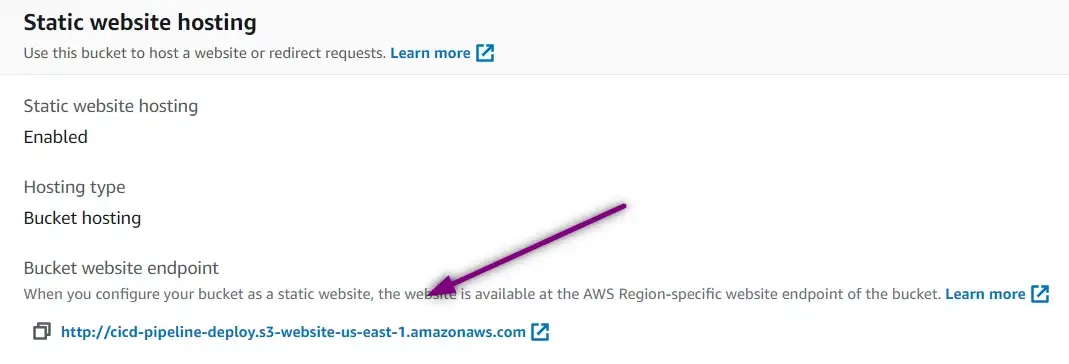 Static website hosting
Use this bucket to host a website or redirect requests. Learn more
Static website hosting
Enabled
Hosting type
Bucket hosting
Bucket website endpoint
When you configure your bucket as a static website, the website is available at the AWS Region-specific website endpoint of the bucket. Learn more
http://cicd-pipeline-deploy.s3-website-us-east-1.amazonaws.com